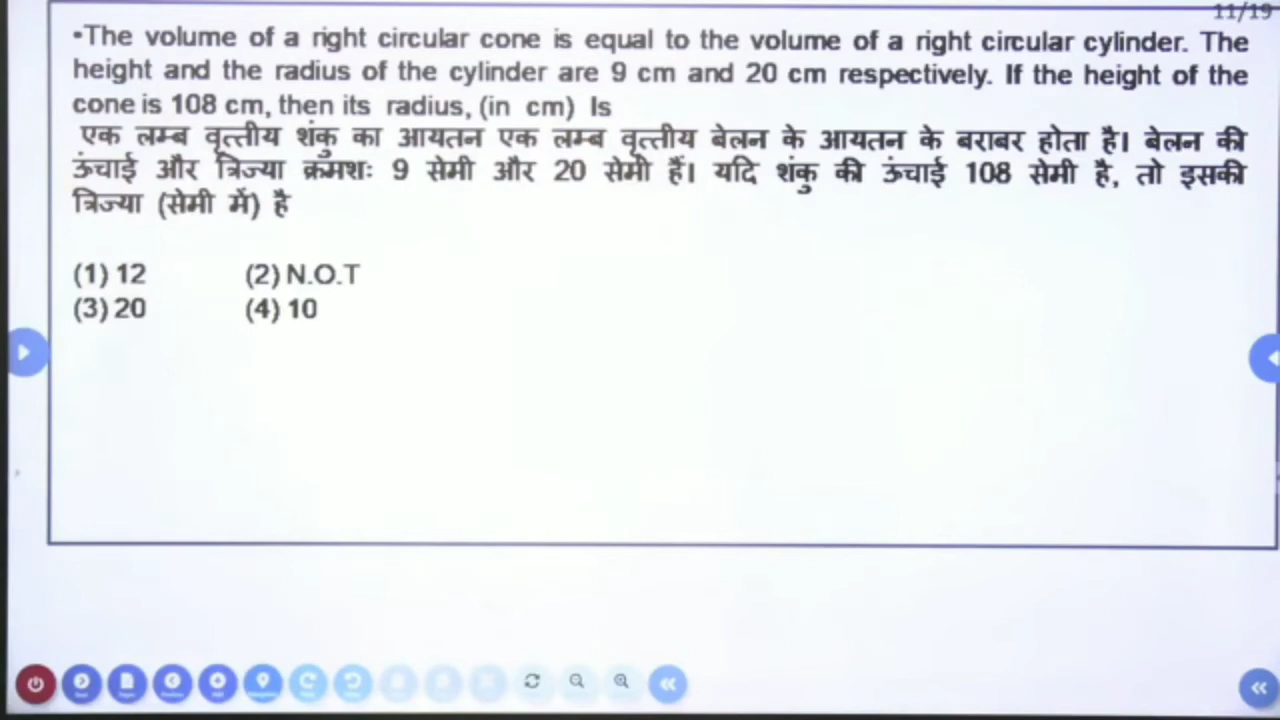 11/19
•The volume of a right circular cone is equal to the volume of a right circular cylinder. The
height and the radius of the cylinder are 9 cm and 20 cm respectively. If the height of the
cone is 108 cm, then its radius, (in cm) Is
एक लम्ब वृत्तीय शंकु का आयतन एक लम्ब वृत्तीय बेलन के आयतन के बराबर होता है। बेलन की
ऊंचाई और त्रिज्या क्रमशः 9 सेमी और 20 सेमी हैं। यदि शंकु की ऊंचाई 108 सेमी है, तो इसकी
त्रिज्या (सेमी में) है
(1) 12 (2) N.O.T
(3) 20 (4) 10